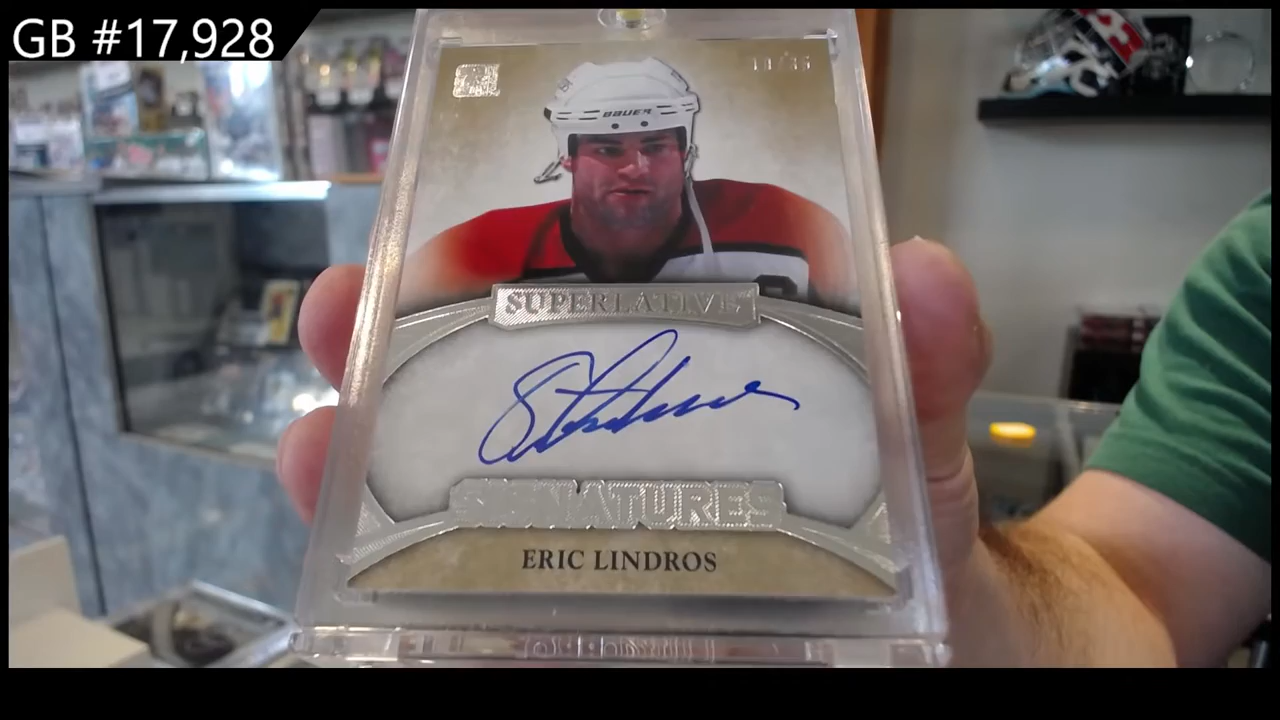 GB #17,928
BAUER
SUPERLATIVE
SIGNATURES
ERIC LINDROS